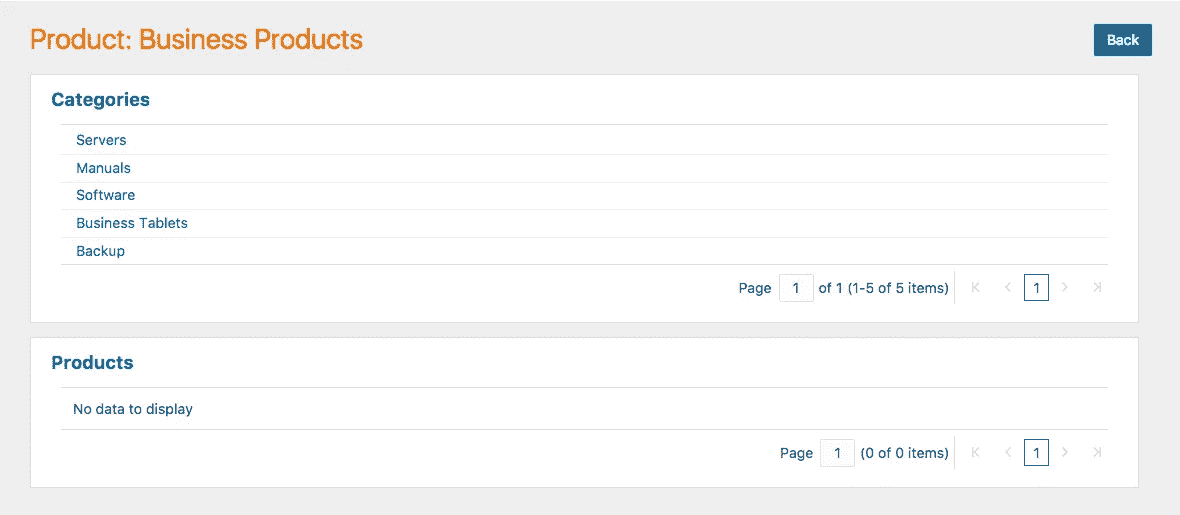 Product: Business Products
Back
Categories
Servers
Manuals
Software
Business Tablets
Backup
Page 1 of 1 (1-5 of 5 items) 1
Products
No data to display
Page 1 (0 of 0 items) 1